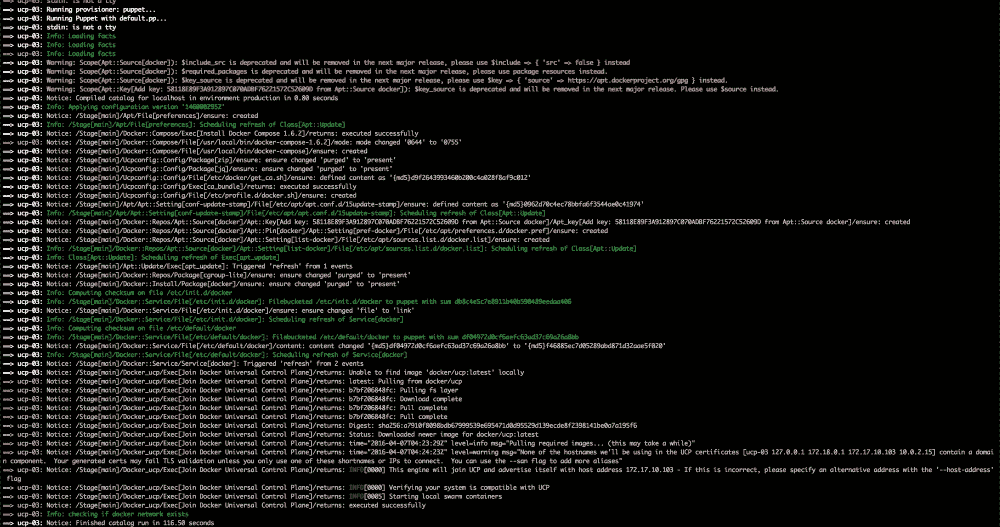 ==> ucp-03: stdin: is not a tty
==> ucp-03: Running provisioner: puppet...
==> ucp-03: Running Puppet with default.pp...
==> ucp-03: stdin: is not a tty
==> ucp-03: Info: Loading facts
==> ucp-03: Info: Loading facts
==> ucp-03: Info: Loading facts
==> ucp-03: Warning: Scope(Apt::Source[docker]): $include_src is deprecated and will be removed in the next major release, please use $include => { 'src' => false } instead
==> ucp-03: Warning: Scope(Apt::Source[docker]): $required_packages is deprecated and will be removed in the next major release, please use package resources instead.
==> ucp-03: Warning: Scope(Apt::Source[docker]): $key_source is deprecated and will be removed in the next major release, please use $key => { 'source' => https://apt.dockerproject.org/gpg } instead.
==> ucp-03: Warning: Scope(Apt::Key[Add key: 58118E89F3A912897C070ADBF76221572C52609D from Apt::Source docker]): $key_source is deprecated and will be removed in the next major release. Please use $source instead.
==> ucp-03: Notice: Compiled catalog for localhost in environment production in 0.80 seconds
==> ucp-03: Info: Applying configuration version '1460002952'
==> ucp-03: Notice: /Stage[main]/Apt/File[preferences]/ensure: created
==> ucp-03: Info: /Stage[main]/Apt/File[preferences]: Scheduling refresh of Class[Apt::Update]
==> ucp-03: Notice: /Stage[main]/Docker::Compose/Exec[Install Docker Compose 1.6.2]/returns: executed successfully
==> ucp-03: Notice: /Stage[main]/Docker::Compose/File[/usr/local/bin/docker-compose-1.6.2]/mode: mode changed '0644' to '0755'
==> ucp-03: Notice: /Stage[main]/Docker::Compose/File[/usr/local/bin/docker-compose]/ensure: created
==> ucp-03: Notice: /Stage[main]/Ucpconfig::Config/Package[zip]/ensure: ensure changed 'purged' to 'present'
==> ucp-03: Notice: /Stage[main]/Ucpconfig::Config/Package[jq]/ensure: ensure changed 'purged' to 'present'
==> ucp-03: Notice: /Stage[main]/Ucpconfig::Config/File[/etc/docker/get_ca.sh]/ensure: defined content as
==> ucp-03: Notice: /Stage[main]/Ucpconfig::Config/Exec[ca_bundle]/returns: executed successfully
==> ucp-03: Notice: /Stage[main]/Ucpconfig::Config/File[/etc/profile.d/docker.sh]/ensure: created
==> ucp-03: Notice: /Stage[main]/Apt/Apt::Setting[conf-update-stamp]/File[/etc/apt/apt.conf.d/15update-stamp]/ensure: defined content as
==> ucp-03: Info: /Stage[main]/Apt/Apt::Setting[conf-update-stamp]/File[/etc/apt/apt.conf.d/15update-stamp]: Scheduling refresh of Class[Apt::Update]
==> ucp-03: Notice: /Stage[main]/Docker::Repos/Apt::Source[docker]/Apt::Key[Add key: 58118E89F3A912897C070ADBF76221572C52609D from Apt::Source docker]/Apt_key[Add key: 58118E89F3A912897C070ADBF76221572C52609D from Apt::Source docker]/ensure: created
==> ucp-03: Notice: /Stage[main]/Docker::Repos/Apt::Source[docker]/Apt::Pin[docker]/Apt::Setting[pref-docker]/File[/etc/apt/preferences.d/docker.pref]/ensure: created
==> ucp-03: Notice: /Stage[main]/Docker::Repos/Apt::Source[docker]/Apt::Setting[list-docker]/File[/etc/apt/sources.list.d/docker.list]/ensure: created
==> ucp-03: Info: /Stage[main]/Docker::Repos/Apt::Source[docker]/Apt::Setting[list-docker]/File[/etc/apt/sources.list.d/docker.list]: Scheduling refresh of Class[Apt::Update]
==> ucp-03: Info: Class[Apt::Update]: Scheduling refresh of Exec[apt_update]
==> ucp-03: Notice: /Stage[main]/Apt::Update/Exec[apt_update]: Triggered 'refresh' from 1 events
==> ucp-03: Notice: /Stage[main]/Docker::Repos/Package[cgroup-lite]/ensure: ensure changed 'purged' to 'present'
==> ucp-03: Notice: /Stage[main]/Docker::Install/Package[docker]/ensure: ensure changed 'purged' to 'present'
==> ucp-03: Info: Computing checksum on file /etc/init.d/docker
==> ucp-03: Info: /Stage[main]/Docker::Service/File[/etc/init.d/docker]: Filebucketed /etc/init.d/docker to puppet with sum
==> ucp-03: Notice: /Stage[main]/Docker::Service/File[/etc/init.d/docker]/ensure: ensure changed 'file' to 'link'
==> ucp-03: Info: /Stage[main]/Docker::Service/File[/etc/init.d/docker]: Scheduling refresh of Service[docker]
==> ucp-03: Info: Computing checksum on file /etc/default/docker
==> ucp-03: Info: /Stage[main]/Docker::Service/File[/etc/default/docker]: Filebucketed /etc/default/docker to puppet with sum
==> ucp-03: Notice: /Stage[main]/Docker::Service/File[/etc/default/docker]/content: content changed
==> ucp-03: Info: /Stage[main]/Docker::Service/File[/etc/default/docker]: Scheduling refresh of Service[docker]
==> ucp-03: Notice: /Stage[main]/Docker::Service/Service[docker]: Triggered 'refresh' from 2 events
==> ucp-03: Notice: /Stage[main]/Docker_ucp/Exec[Join Docker Universal Control Plane]/returns: Unable to find image 'docker/ucp:latest' locally
==> ucp-03: Notice: /Stage[main]/Docker_ucp/Exec[Join Docker Universal Control Plane]/returns: latest: Pulling from docker/ucp
==> ucp-03: Notice: /Stage[main]/Docker_ucp/Exec[Join Docker Universal Control Plane]/returns: b7bf206848fc: Pulling fs layer
==> ucp-03: Notice: /Stage[main]/Docker_ucp/Exec[Join Docker Universal Control Plane]/returns: b7bf206848fc: Download complete
==> ucp-03: Notice: /Stage[main]/Docker_ucp/Exec[Join Docker Universal Control Plane]/returns: b7bf206848fc: Pull complete
==> ucp-03: Notice: /Stage[main]/Docker_ucp/Exec[Join Docker Universal Control Plane]/returns: b7bf206848fc: Pull complete
==> ucp-03: Notice: /Stage[main]/Docker_ucp/Exec[Join Docker Universal Control Plane]/returns: Digest:
==> ucp-03: Notice: /Stage[main]/Docker_ucp/Exec[Join Docker Universal Control Plane]/returns: Status: Downloaded newer image for docker/ucp:latest
==> ucp-03: Notice: /Stage[main]/Docker_ucp/Exec[Join Docker Universal Control Plane]/returns: time="2016-04-07T04:23:29Z" level=info msg="Pulling required images... (this may take a while)"
==> ucp-03: Notice: /Stage[main]/Docker_ucp/Exec[Join Docker Universal Control Plane]/returns: time="2016-04-07T04:24:23Z" level=warning msg="None of the hostnames we'll be using in the UCP certificates [ucp-03 127.0.0.1 172.18.0.1 172.17.10.103 10.0.2.15] contain a doma
in component.  Your generated certs may fail TLS validation unless you only use one of these shortnames or IPs to connect.  You can use the --san flag to add more aliases"
==> ucp-03: Notice: /Stage[main]/Docker_ucp/Exec[Join Docker Universal Control Plane]/returns: INFO[0000] This engine will join UCP and advertise itself with host address 172.17.10.103 - If this is incorrect, please specify an alternative address with the '--host-address'
flag
==> ucp-03: Notice: /Stage[main]/Docker_ucp/Exec[Join Docker Universal Control Plane]/returns: INFO[0000] Verifying your system is compatible with UCP
==> ucp-03: Notice: /Stage[main]/Docker_ucp/Exec[Join Docker Universal Control Plane]/returns: INFO[0005] Starting local swarm containers
==> ucp-03: Notice: /Stage[main]/Docker_ucp/Exec[Join Docker Universal Control Plane]/returns: executed successfully
==> ucp-03: Info: checking if docker network exists
==> ucp-03: Notice: Finished catalog run in 116.50 seconds